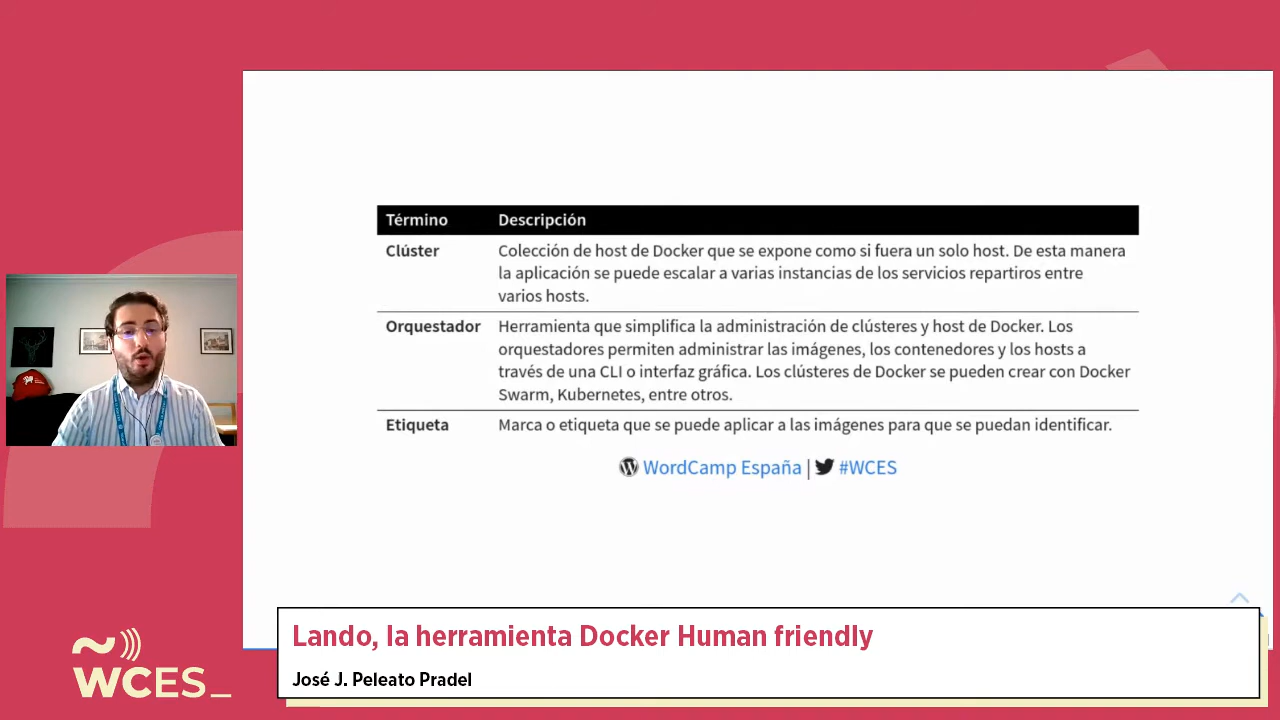 Término Descripción
Clúster Colección de host de Docker que se expone como si fuera un solo host. De esta manera
la aplicación se puede escalar a varias instancias de los servicios repartiros entre
varios hosts.
Orquestador Herramienta que simplifica la administración de clústeres y host de Docker. Los
orquestadores permiten administrar las imágenes, los contenedores y los hosts a
través de una CLI o interfaz gráfica. Los clústeres de Docker se pueden crear con Docker
Swarm, Kubernetes, entre otros.
Etiqueta Marca o etiqueta que se puede aplicar a las imágenes para que se puedan identificar.
WordCamp España | #WCES
Lando, la herramienta Docker Human friendly
José J. Peleato Pradel
WCES_